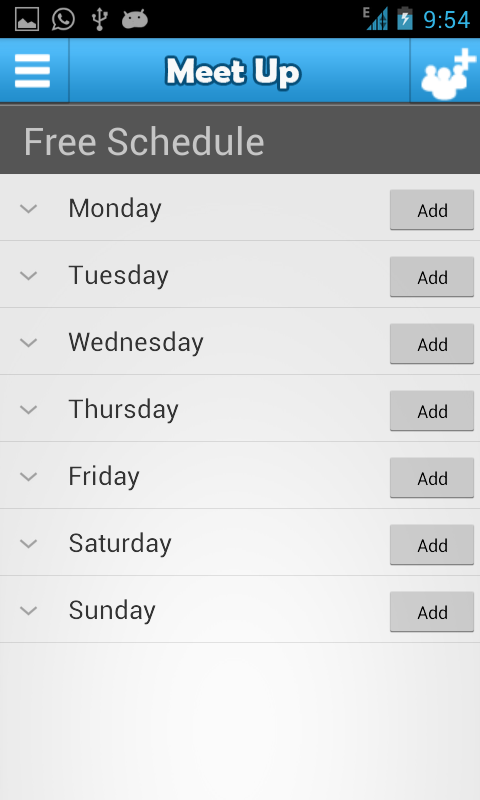 E 9:54
Meet Up
Free Schedule
Monday Add
Tuesday Add
Wednesday Add
Thursday Add
Friday Add
Saturday Add
Sunday Add